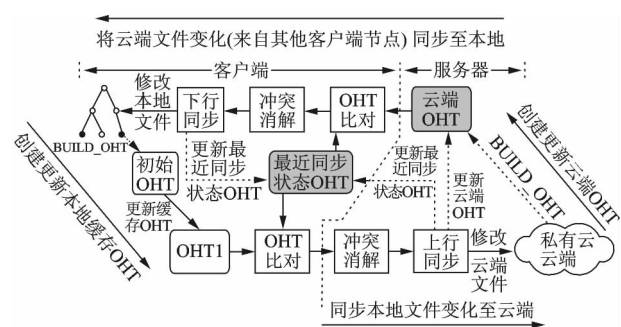 将云端文件变化(来自其他客户端节点)同步至本地
客户端
服务器
修改
本地
文件
下行
同步
冲突
消解
OHT
比对
云端
OHT
BUILD_OHT
初始
OHT
更新最
近同步
状态OHT
最近同步
状态OHT
更新最
近同步
状态OHT
更新
云端
OHT
BUILD_OHT
创建更新云端OHT
创建更新本地缓存OHT
更新缓
存OHT
OHT1
OHT
比对
冲突
消解
上行
同步
修改
云端
文件
私有云
云端
同步本地文件变化至云端